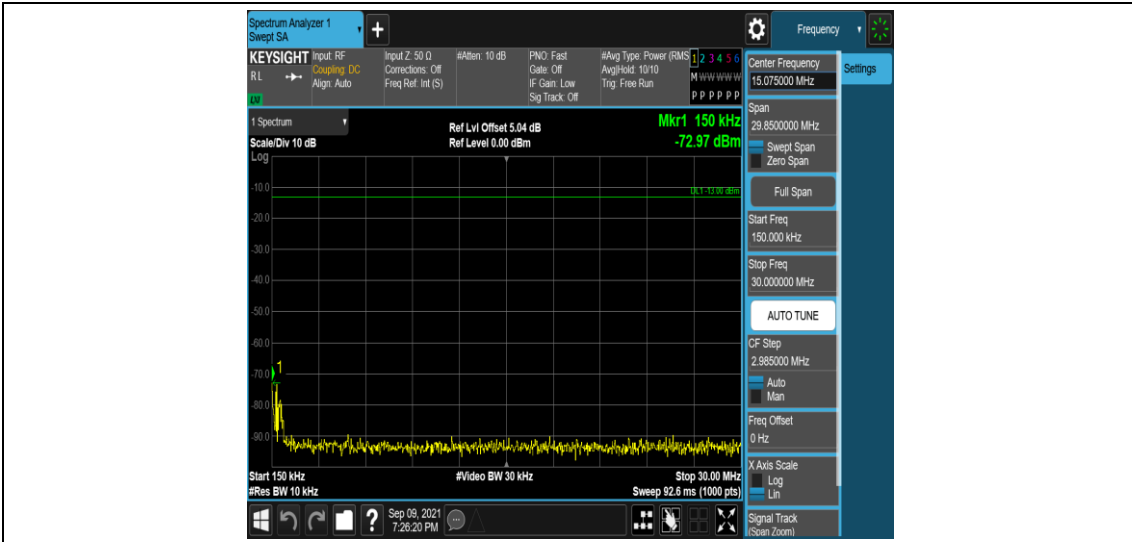 Spectrum Analyzer 1
Swept SA
+
Frequency
KEYSIGHT
RL
LNI
Input: RF
Coupling: DC
Align: Auto
Input Z: 50 Ω
Corrections: Off
Freq Ref: Int (S)
#Atten: 10 dB
PNO: Fast
Gate: Off
IF Gain: Low
Sig Track: Off
#Avg Type: Power (RMS
Avg|Hold: 10/10
Trig: Free Run
1 2 3 4 5 6
M W W W W W
P P P P P P
1 Spectrum
Scale/Div 10 dB
Log
Ref Lvl Offset 5.04 dB
Ref Level 0.00 dBm
Mkr1 150 kHz
-72.97 dBm
DL1 -13.00 dBm
-10.0
-20.0
-30.0
-40.0
-50.0
-60.0
-70.0
-80.0
-90.0
1
Start 150 kHz
#Res BW 10 kHz
#Video BW 30 kHz
Stop 30.00 MHz
Sweep 92.6 ms (1000 pts)
Center Frequency
15.075000 MHz
Settings
Span
29.8500000 MHz
Swept Span
Zero Span
Full Span
Start Freq
150.000 kHz
Stop Freq
30.000000 MHz
AUTO TUNE
CF Step
2.985000 MHz
Auto
Man
Freq Offset
0 Hz
X Axis Scale
Log
Lin
Signal Track
(Span Zoom)
?
Sep 09, 2021
7:26:20 PM